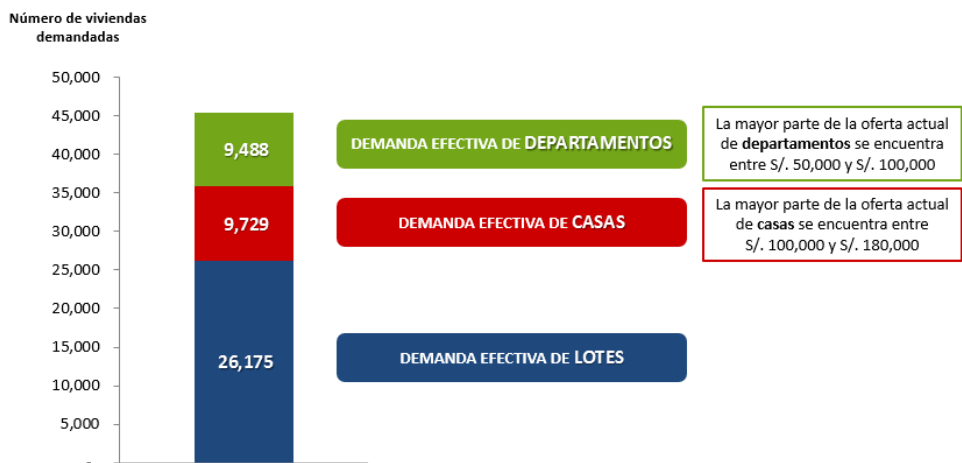 Número de viviendas
demandadas
50,000
45,000
40,000
35,000
30,000
25,000
20,000
15,000
10,000
5,000
9,488
9,729
26,175
DEMANDA EFECTIVA DE DEPARTAMENTOS
DEMANDA EFECTIVA DE CASAS
DEMANDA EFECTIVA DE LOTES
La mayor parte de la oferta actual
de departamentos se encuentra
entre S/. 50,000 y S/. 100,000
La mayor parte de la oferta actual
de casas se encuentra entre
S/. 100,000 y S/. 180,000